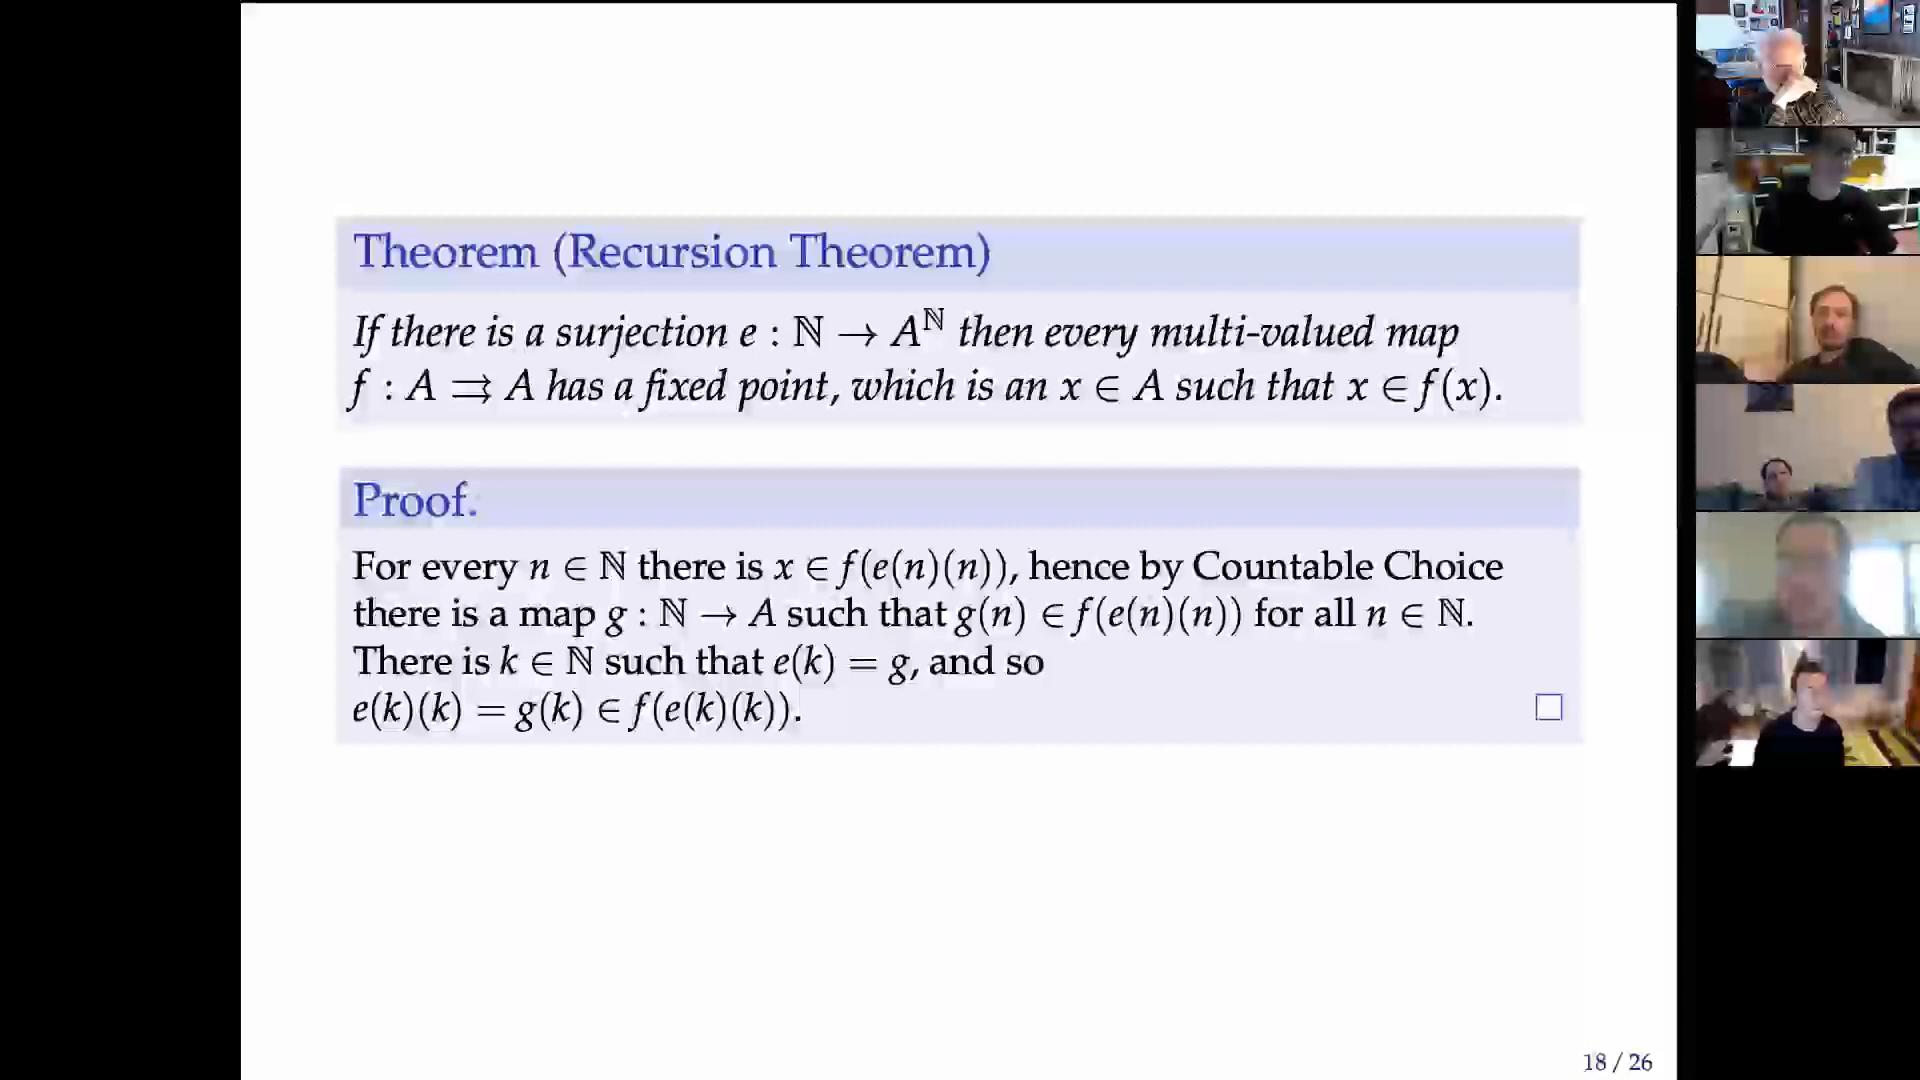 Theorem (Recursion Theorem)
If there is a surjection e : ℕ → A^ℕ then every multi-valued map
f : A ⇉ A has a fixed point, which is an x ∈ A such that x ∈ f(x).
Proof.
For every n ∈ ℕ there is x ∈ f(e(n)(n)), hence by Countable Choice
there is a map g : ℕ → A such that g(n) ∈ f(e(n)(n)) for all n ∈ ℕ.
There is k ∈ ℕ such that e(k) = g, and so
e(k)(k) = g(k) ∈ f(e(k)(k)).
18 / 26